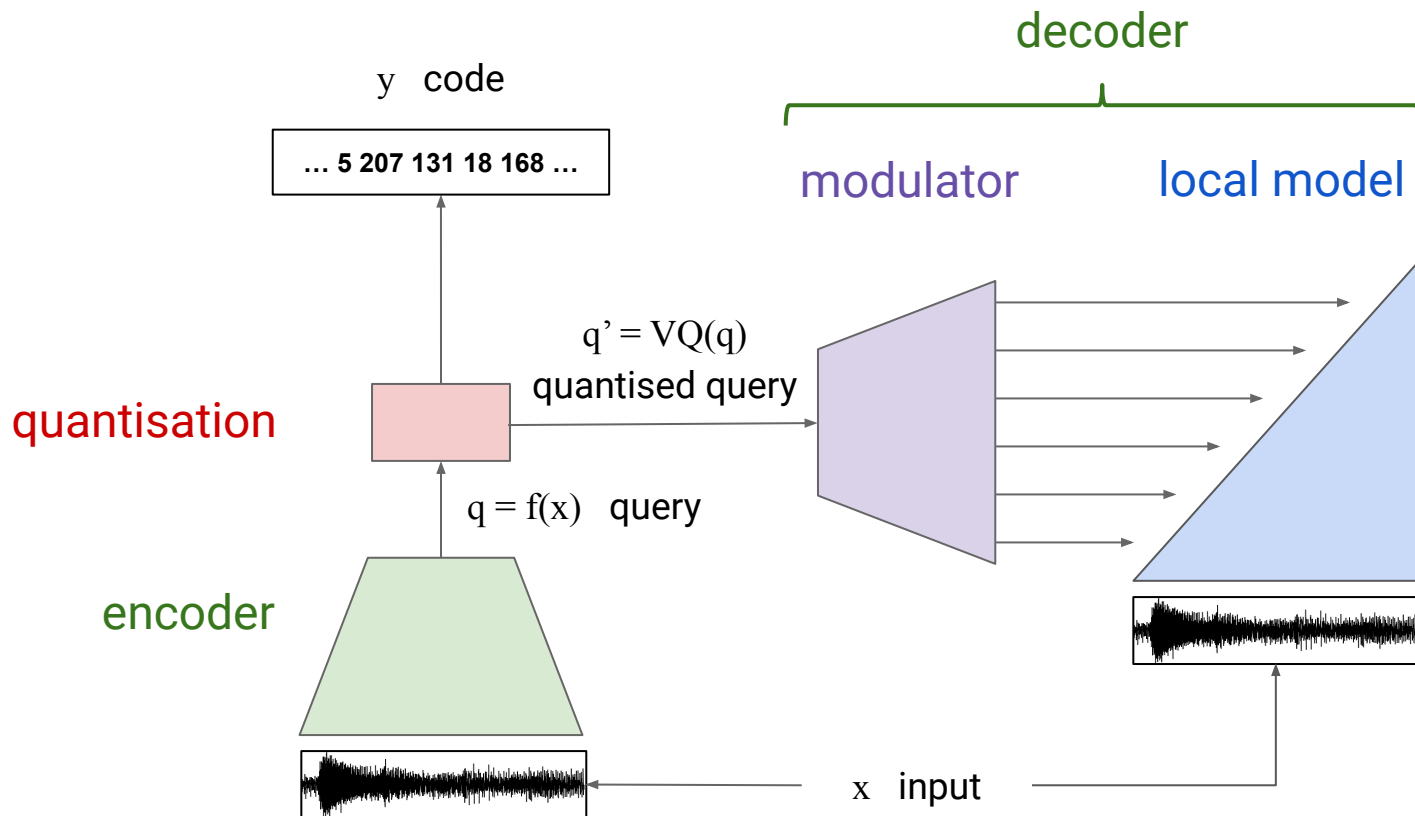 decoder
y code
… 5 207 131 18 168 …
modulator
local model
q’ = VQ(q)
quantised query
quantisation
q = f(x) query
encoder
x input